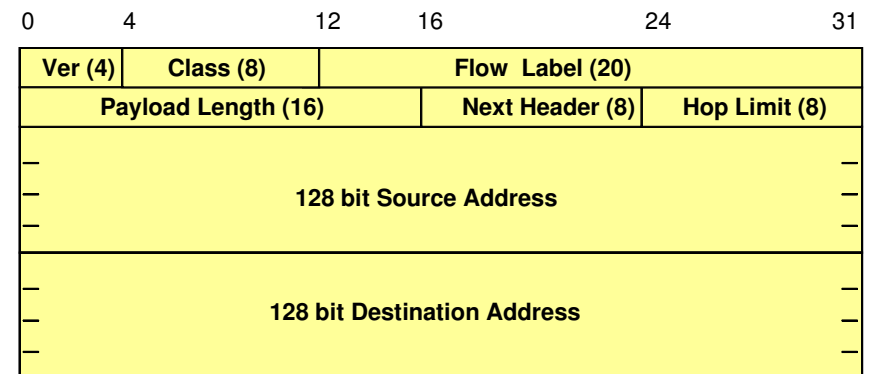 0 4 12 16 24 31
Ver (4) Class (8) Flow Label (20)
Payload Length (16) Next Header (8) Hop Limit (8)
128 bit Source Address
128 bit Destination Address